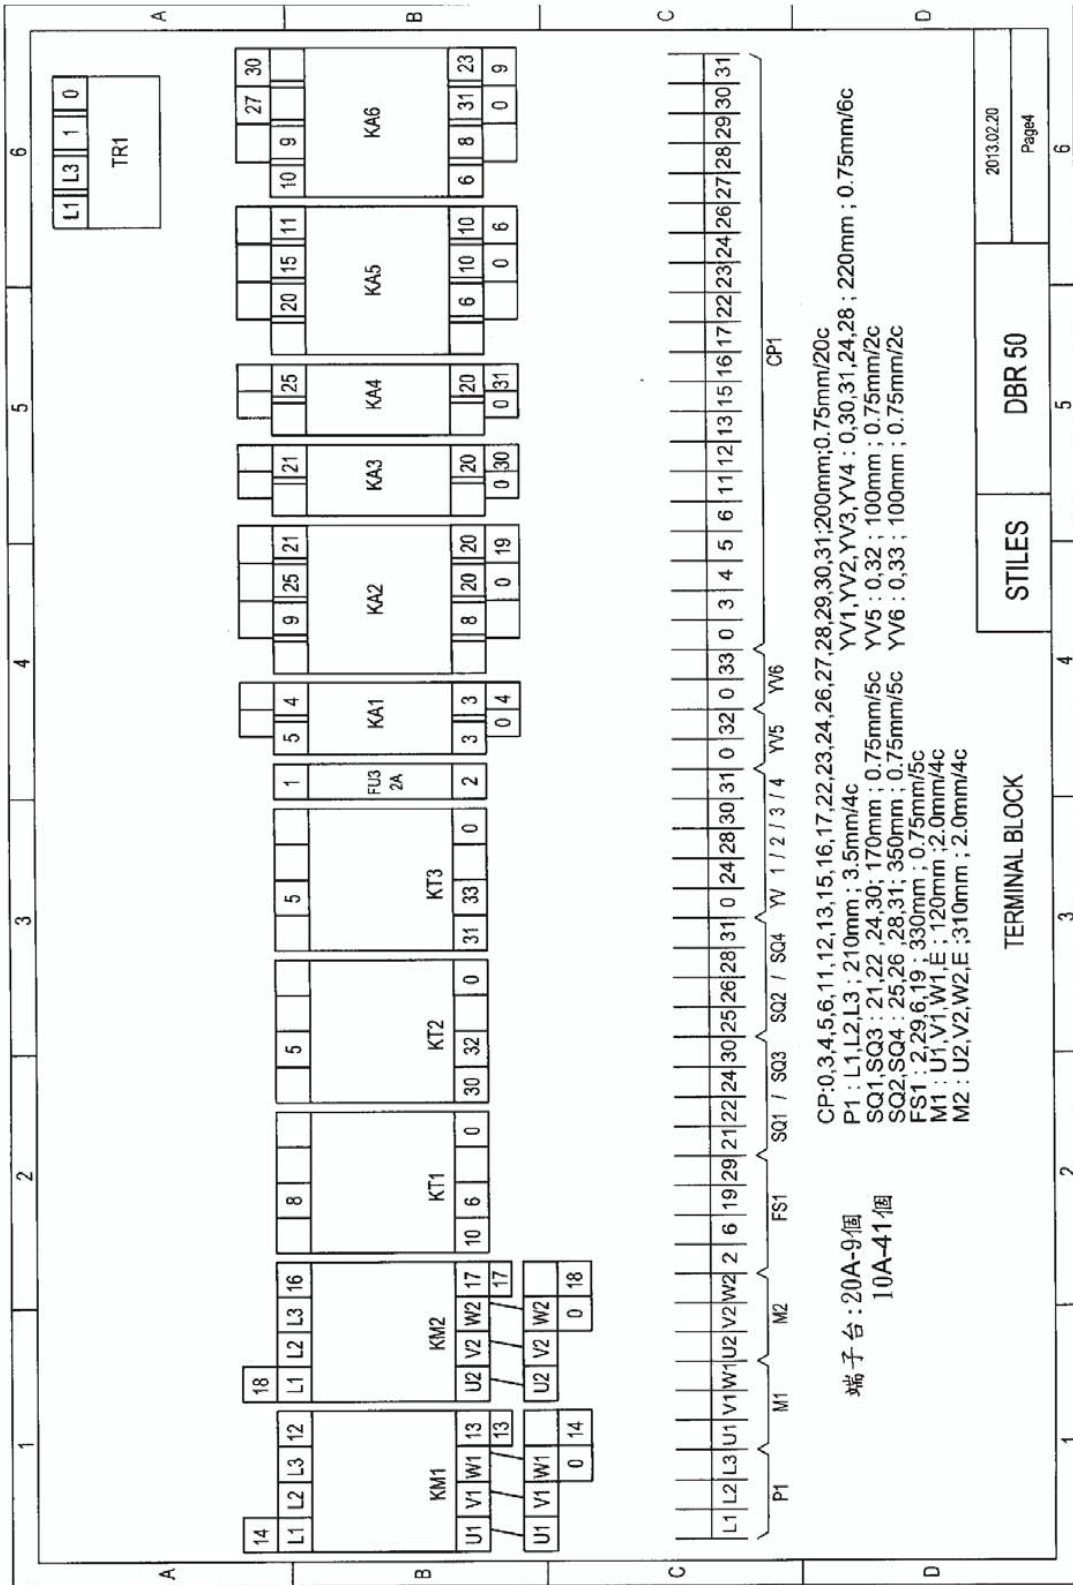 1 2 3 4 5 6
A
B
C
D
L1 L3 1 0
TR1
14
L1 L2 L3 12
KM1
U1 V1 W1 13
13
U1 V1 W1
0 14
18
L1 L2 L3 16
KM2
U2 V2 W2 17
17
U2 V2 W2
0 18
8
KT1
10 6 0
5
KT2
30 32 0
5
KT3
31 33 0
1
FU3
2A
2
5 4
KA1
3 3
0 4
9 25 21
KA2
8 20 20
0 19
21
KA3
20
0 30
25
KA4
20
0 31
20 15 11
KA5
6 10 10
0 6
27 30
10 9
KA6
6 8 31 23
0 9
L1 L2 L3 U1 V1 W1 U2 V2 W2 2 6 19 29 21 22 24 30 25 26 28 31 0 24 28 30 31 0 32 0 33 0 3 4 5 6 11 12 13 15 16 17 22 23 24 26 27 28 29 30 31
P1 M1 M2 FS1 SQ1 / SQ3 SQ2 / SQ4 YV 1 / 2 / 3 / 4 YV5 YV6 CP1
端子台:20A-9個
10A-41個
CP:0,3,4,5,6,11,12,13,15,16,17,22,23,24,26,27,28,29,30,31:200mm;0.75mm/20c
P1 : L1,L2,L3 ; 210mm ; 3.5mm/4c YV1,YV2,YV3,YV4 : 0,30,31,24,28 ; 220mm ; 0.75mm/6c
SQ1,SQ3 : 21,22 ,24,30; 170mm ; 0.75mm/5c YV5 : 0,32 ; 100mm ; 0.75mm/2c
SQ2,SQ4 : 25,26 ,28,31; 350mm ; 0.75mm/5c YV6 : 0,33 ; 100mm ; 0.75mm/2c
FS1 : 2,29,6,19 ; 330mm ; 0.75mm/5c
M1 : U1,V1,W1,E ; 120mm ;2.0mm/4c
M2 : U2,V2,W2,E ;310mm ; 2.0mm/4c
TERMINAL BLOCK
STILES
DBR 50
2013.02.20
Page4
A
B
C
D
1 2 3 4 5 6